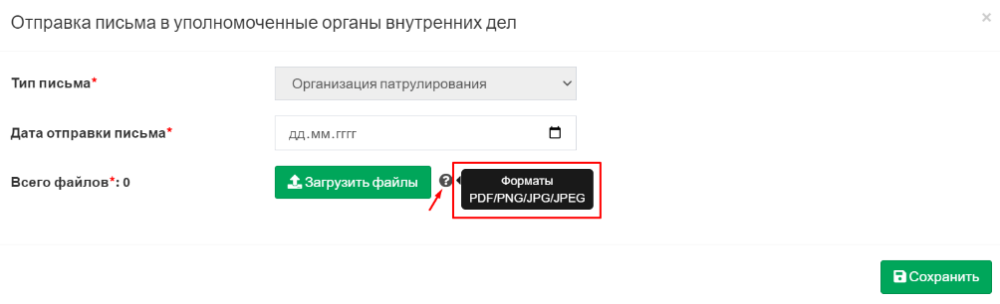 Отправка письма в уполномоченные органы внутренних дел
×
Тип письма*
Организация патрулирования
Дата отправки письма*
дд.мм.гггг
Всего файлов*: 0
Загрузить файлы
?
Форматы
PDF/PNG/JPG/JPEG
Сохранить